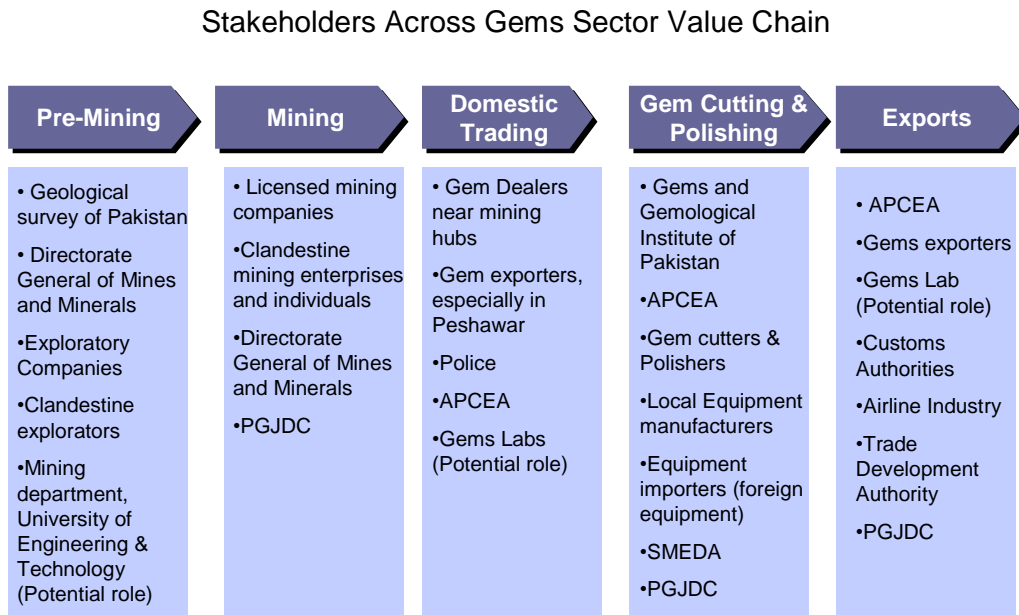 Stakeholders Across Gems Sector Value Chain
Pre-Mining
• Geological
survey of Pakistan
• Directorate
General of Mines
and Minerals
•Exploratory
Companies
•Clandestine
explorators
•Mining
department,
University of
Engineering &
Technology
(Potential role)
Mining
• Licensed mining
companies
•Clandestine
mining enterprises
and individuals
•Directorate
General of Mines
and Minerals
•PGJDC
Domestic
Trading
• Gem Dealers
near mining
hubs
•Gem exporters,
especially in
Peshawar
•Police
•APCEA
•Gems Labs
(Potential role)
Gem Cutting &
Polishing
• Gems and
Gemological
Institute of
Pakistan
•APCEA
•Gem cutters &
Polishers
•Local Equipment
manufacturers
•Equipment
importers (foreign
equipment)
•SMEDA
•PGJDC
Exports
• APCEA
•Gems exporters
•Gems Lab
(Potential role)
•Customs
Authorities
•Airline Industry
•Trade
Development
Authority
•PGJDC